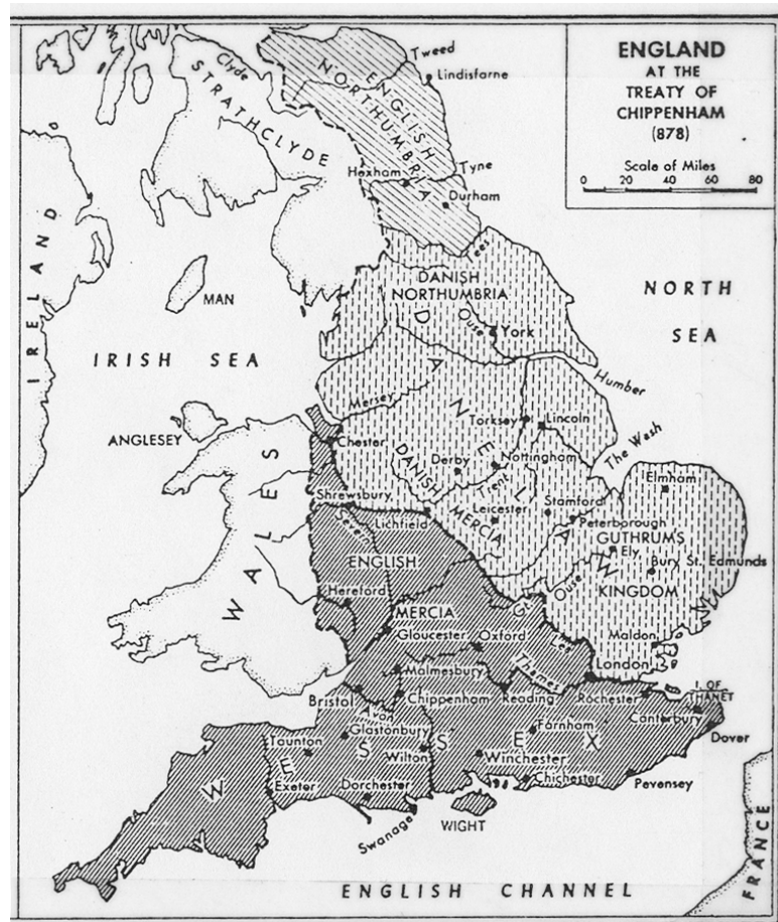 ENGLAND
AT THE
TREATY OF
CHIPPENHAM
(878)
Scale of Miles
0 20 40 60 80
Tweed
Lindisfarne
Clyde
STRATHCLYDE
ENGLISH
NORTHUMBRIA
Hexham
Tyne
Durham
Tees
DANISH
NORTHUMBRIA
Ouse
York
NORTH
SEA
MAN
IRELAND
IRISH SEA
Humber
Mersey
DANELAW
Torksey
Lincoln
ANGLESEY
Chester
The Wash
Derby
Nottingham
Elmham
DANISH
MERCIA
Trent
Shrewsbury
Stamford
Lichfield
Leicester
Peterborough
GUTHRUM'S
KINGDOM
Ely
Bury St. Edmunds
WALES
Sever
ENGLISH
MERCIA
Ouse
Hereford
Gloucester
Oxford
Lee
Maldon
Malmesbury
Thames
London
Bristol
Chippenham
Reading
Rochester
I. OF
THANET
Avon
Canterbury
Glastonbury
Farnham
Dover
Taunton
Wilton
WESSEX
Winchester
Exeter
Dorchester
Chichester
Pevensey
Swanage
WIGHT
FRANCE
ENGLISH CHANNEL